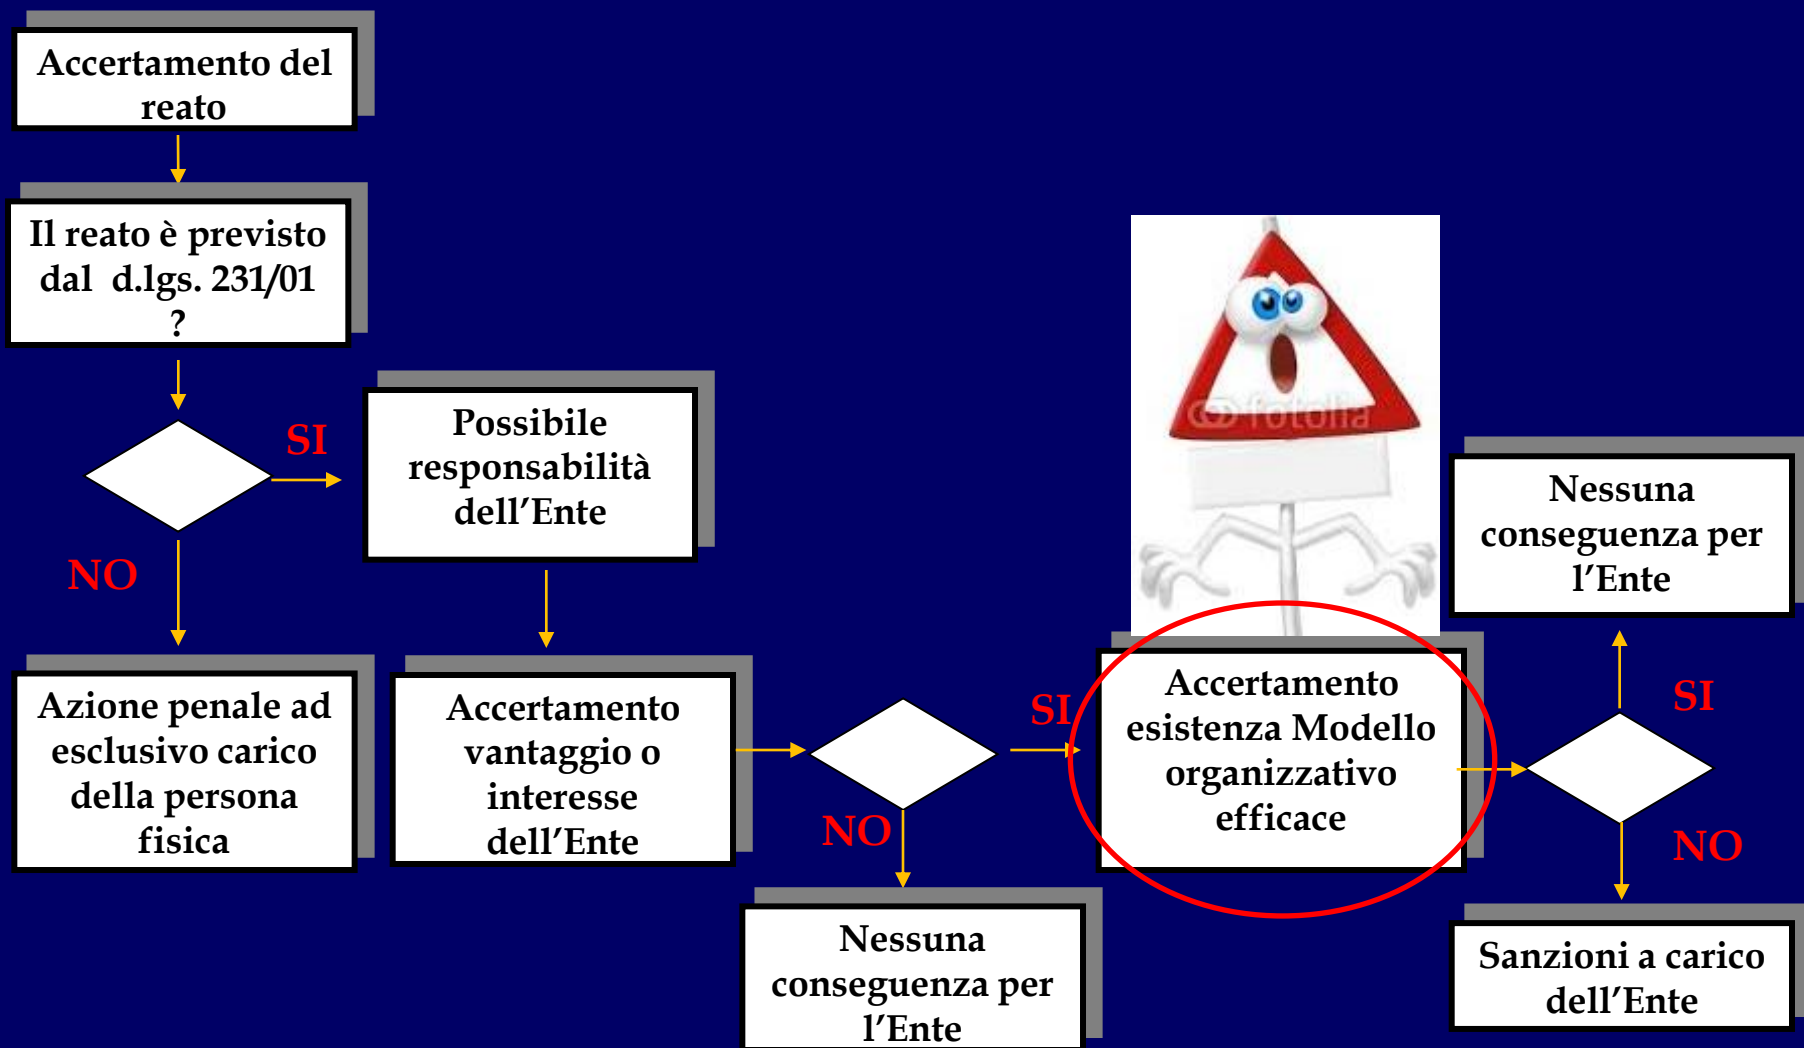 Accertamento del
reato
Il reato è previsto
dal d.lgs. 231/01
?
SI
NO
Possibile
responsabilità
dell’Ente
Azione penale ad
esclusivo carico
della persona
fisica
Accertamento
vantaggio o
interesse
dell’Ente
SI
NO
Nessuna
conseguenza per
l’Ente
fotolia
Accertamento
esistenza Modello
organizzativo
efficace
Nessuna
conseguenza per
l’Ente
SI
NO
Sanzioni a carico
dell’Ente